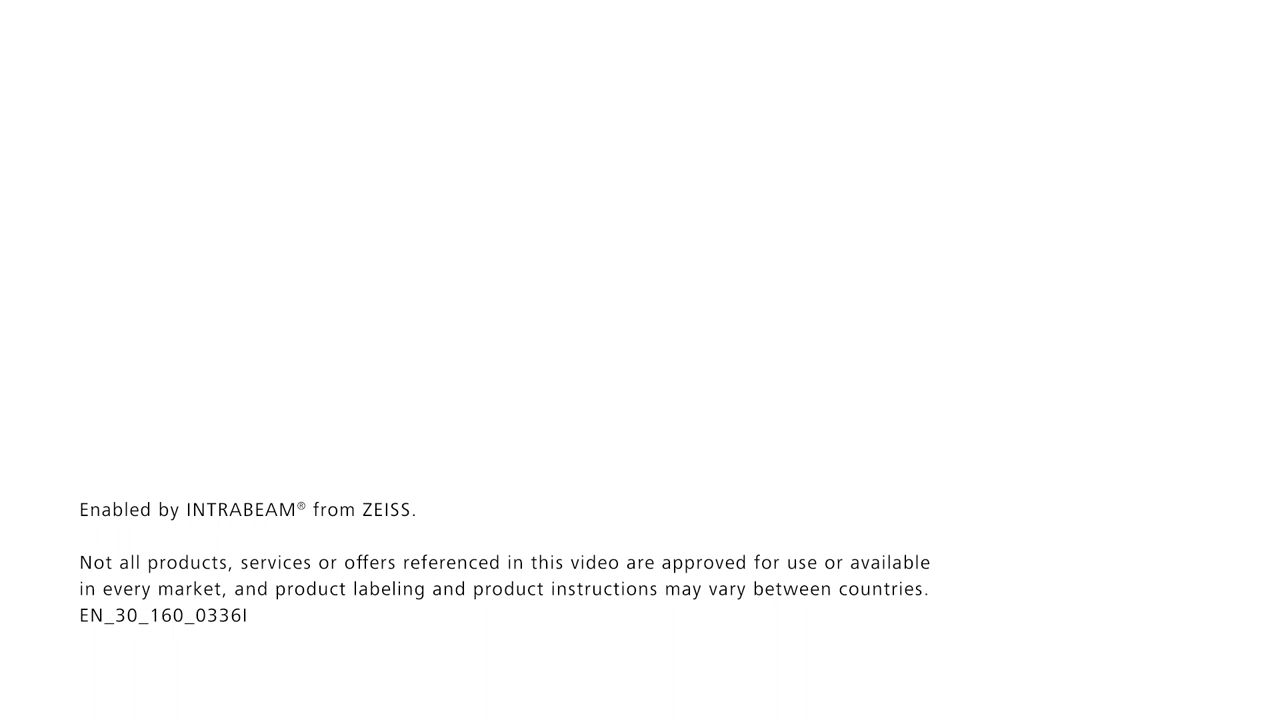 Enabled by INTRABEAM® from ZEISS.
Not all products, services or offers referenced in this video are approved for use or available
in every market, and product labeling and product instructions may vary between countries.
EN_30_160_0336I